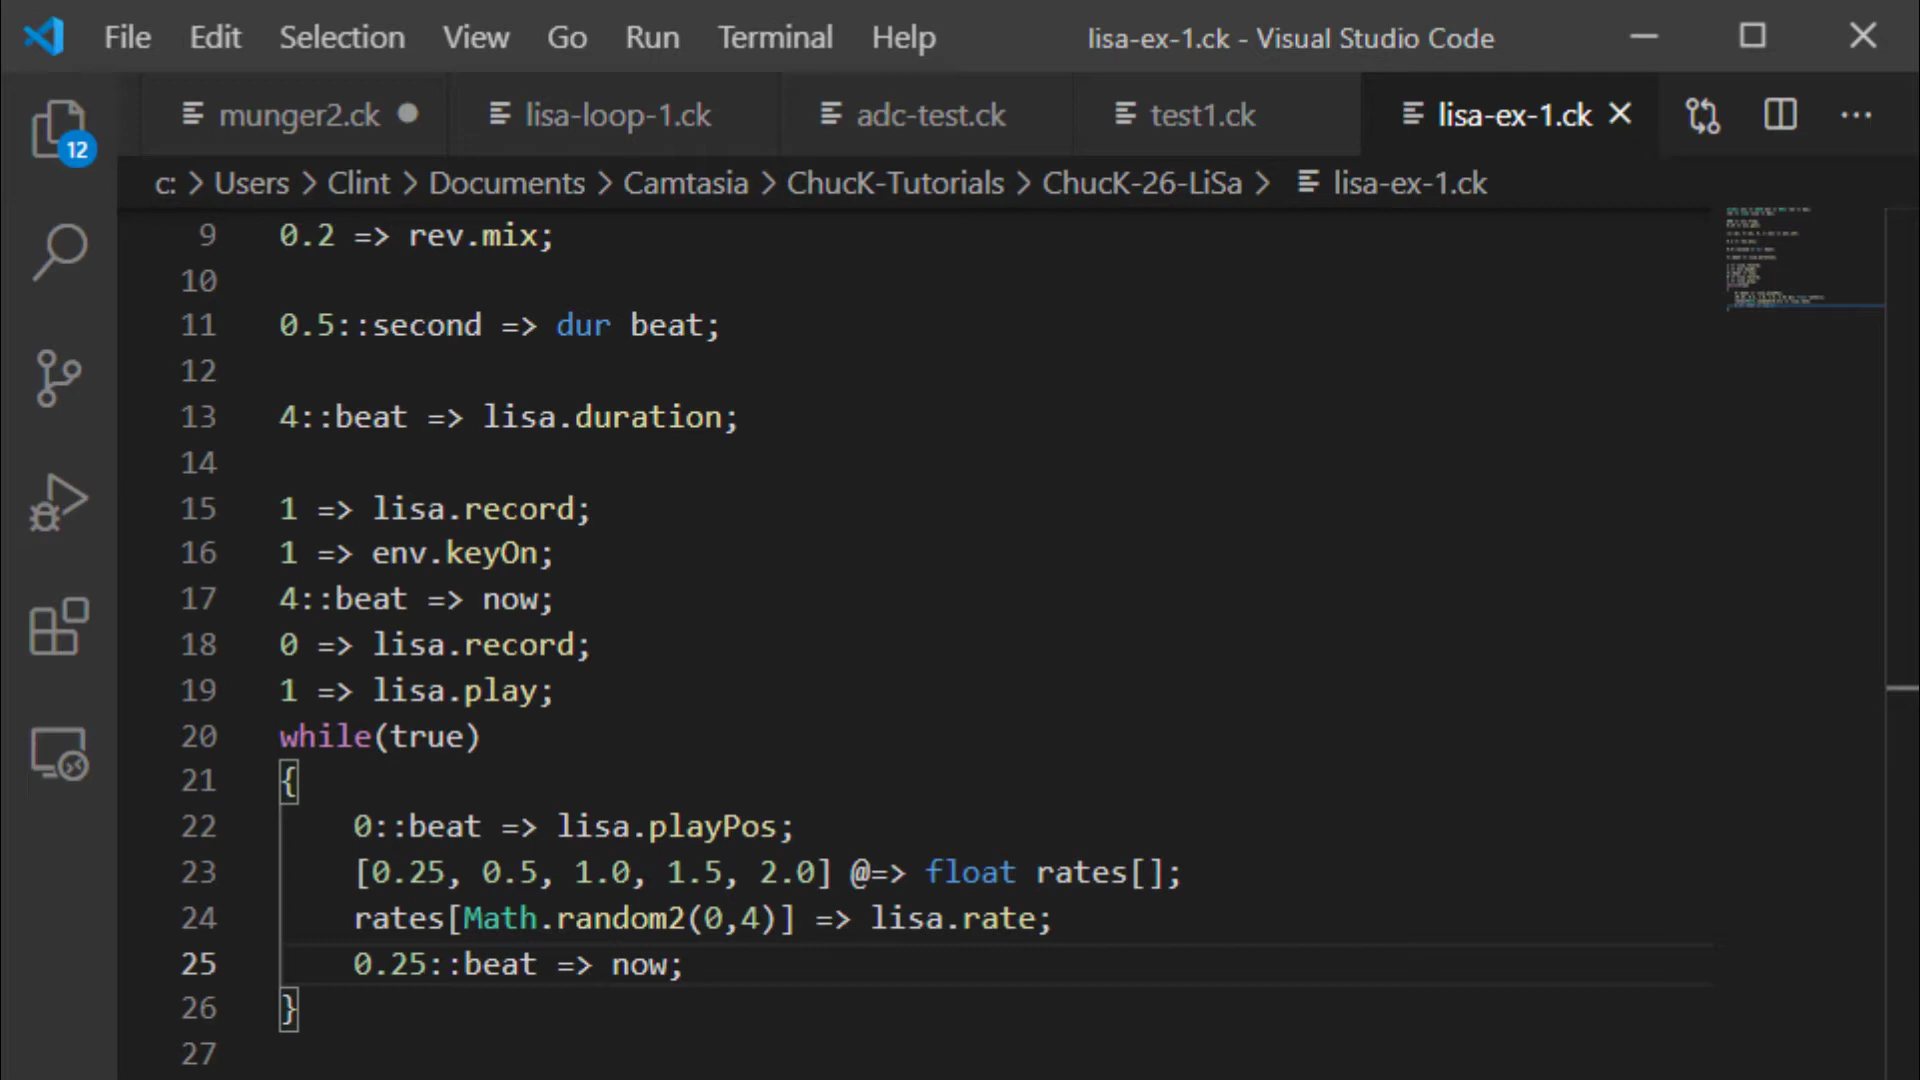 File Edit Selection View Go Run Terminal Help lisa-ex-1.ck - Visual Studio Code
munger2.ck lisa-loop-1.ck adc-test.ck test1.ck lisa-ex-1.ck
12
c: > Users > Clint > Documents > Camtasia > ChucK-Tutorials > ChucK-26-LiSa > lisa-ex-1.ck
9 0.2 => rev.mix;
10
11 0.5::second => dur beat;
12
13 4::beat => lisa.duration;
14
15 1 => lisa.record;
16 1 => env.keyOn;
17 4::beat => now;
18 0 => lisa.record;
19 1 => lisa.play;
20 while(true)
21 {
22 0::beat => lisa.playPos;
23 [0.25, 0.5, 1.0, 1.5, 2.0] @=> float rates[];
24 rates[Math.random2(0,4)] => lisa.rate;
25 0.25::beat => now;
26 }
27